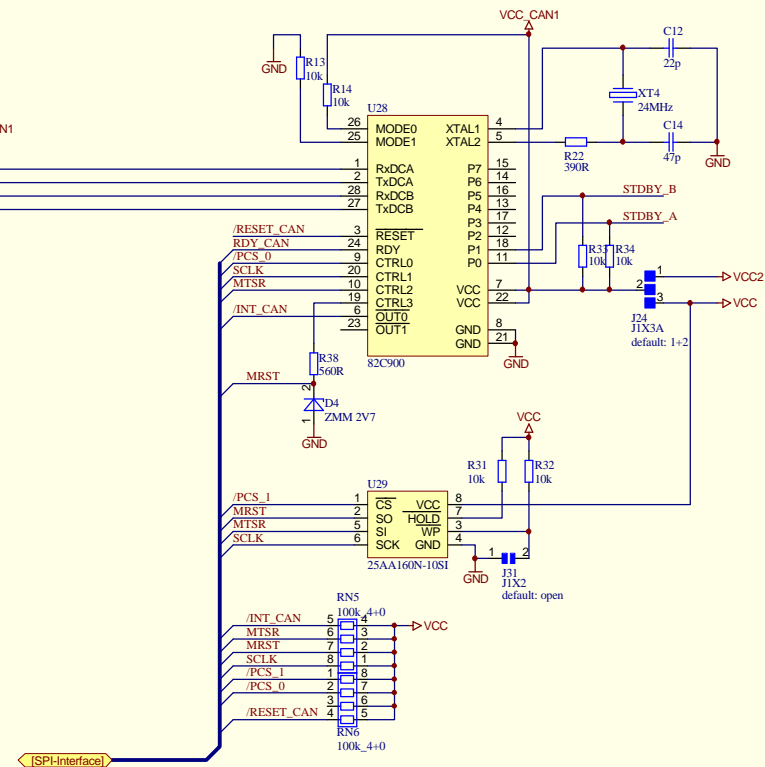 VCC_CAN1
C12
22p
R13
10k
R14
10k
GND
XT4
24MHz
U28
N1
26 MODE0 XTAL1 4
25 MODE1 XTAL2 5
R22
390R
C14
47p
GND
1 RxDCA P7 15
2 TxDCA P6 14
28 RxDCB P5 16
27 TxDCB P4 13
P3 17
STDBY_B
STDBY_A
/RESET_CAN 3 RESET P2 12
RDY_CAN 24 RDY P1 18
/PCS_0 9 CTRL0 P0 11
R33
10k
R34
10k
SCLK 20 CTRL1
MTSR 10 CTRL2 VCC 7
19 CTRL3 VCC 22
/INT_CAN 6 OUT0
23 OUT1 GND 8
GND 21
1 VCC2
2
3 VCC
J24
J1X3A
default: 1+2
GND
82C900
R38
560R
MRST
2
D4
ZMM 2V7
1
GND
VCC
R31
10k
R32
10k
U29
/PCS_1 1 CS VCC 8
MRST 2 SO HOLD 7
MTSR 5 SI WP 3
SCLK 6 SCK GND 4
25AA160N-10SI
GND
1 2
J31
J1X2
default: open
RN5
100k_4+0
/INT_CAN 5 4 VCC
MTSR 6 3
MRST 7 2
SCLK 8 1
/PCS_1 1 8
/PCS_0 2 7
3 6
/RESET_CAN 4 5
RN6
100k_4+0
[SPI-Interface]